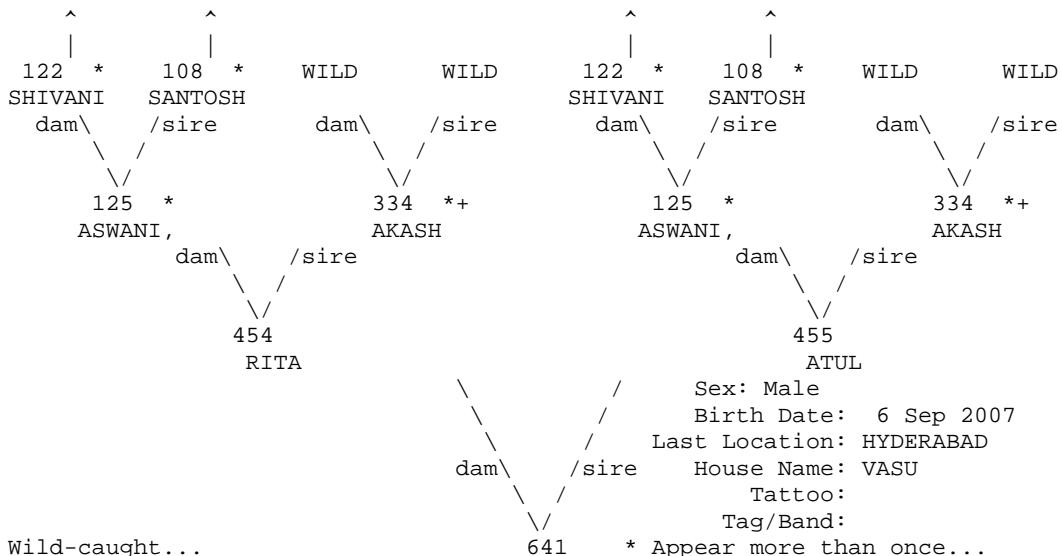 ^ ^ ^ ^
| | | |
122 * 108 * WILD WILD 122 * 108 * WILD WILD
SHIVANI SANTOSH SHIVANI SANTOSH
dam\ /sire dam\ /sire dam\ /sire dam\ /sire
\ / \ / \ / \ /
\/ \/ \/ \/
125 * 334 *+ 125 * 334 *+
ASWANI, AKASH ASWANI, AKASH
dam\ /sire dam\ /sire
\ / \ /
\/ \/
454 455
RITA ATUL
\ / Sex: Male
\ / Birth Date: 6 Sep 2007
\ / Last Location: HYDERABAD
dam\ /sire House Name: VASU
\ / Tattoo:
\/ Tag/Band:
Wild-caught... 641 * Appear more than once...